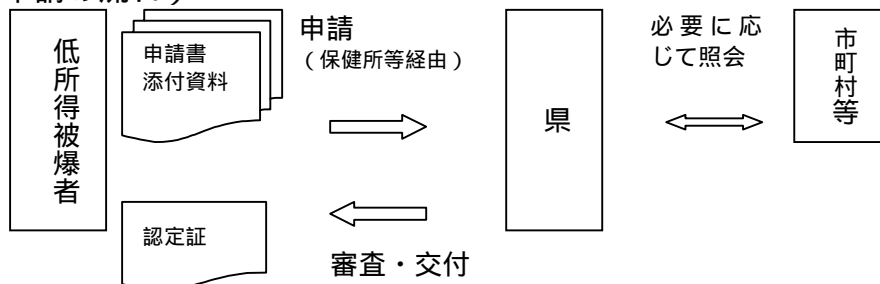 低所得被爆者
申請書
添付資料
申請
（保健所等経由）
県
必要に応
じて照会
市町村等
認定証
審査・交付